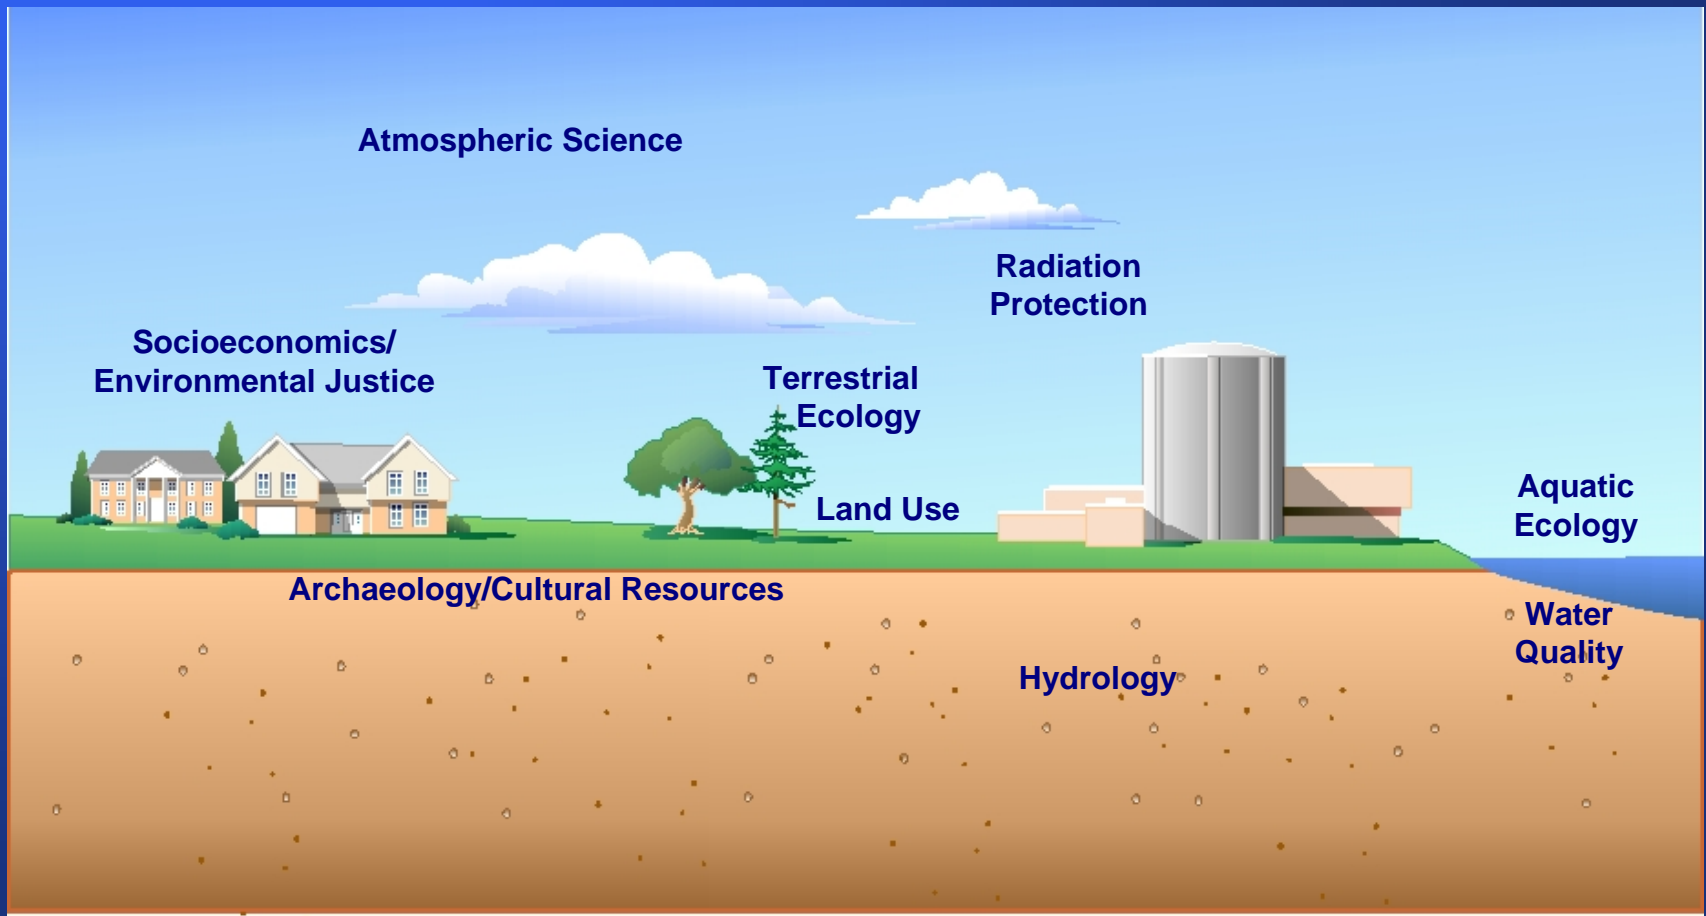 Atmospheric Science
Radiation
Protection
Socioeconomics/
Environmental Justice
Terrestrial
Ecology
Land Use
Aquatic
Ecology
Archaeology/Cultural Resources
Water
Quality
Hydrology